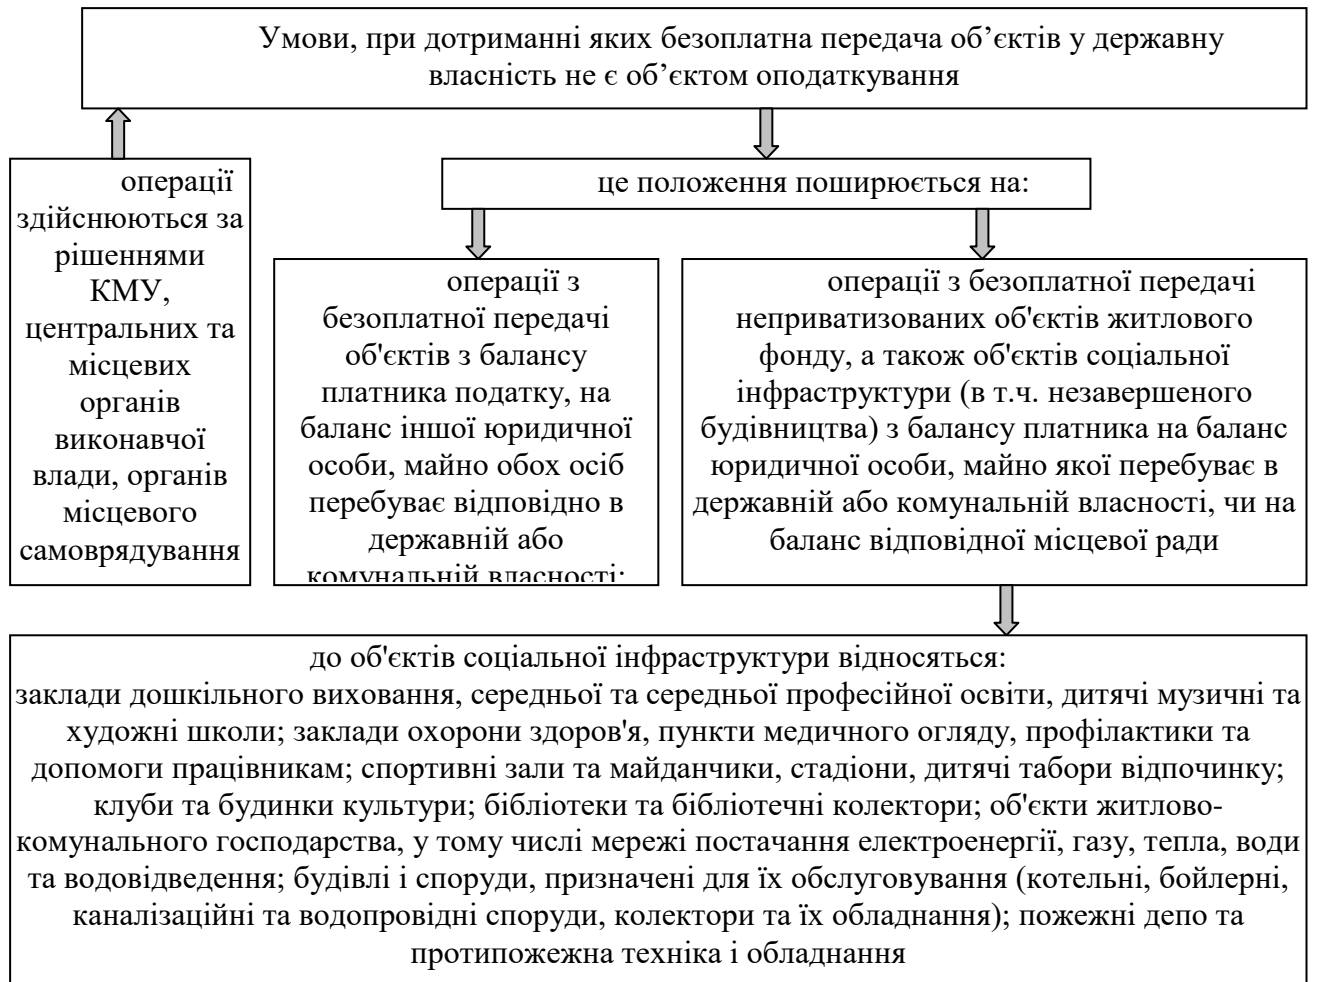 Умови, при дотриманні яких безоплатна передача об’єктів у державну
власність не є об’єктом оподаткування
операції
здійснюються за
рішеннями
КМУ,
центральних та
місцевих
органів
виконавчої
влади, органів
місцевого
самоврядування
це положення поширюється на:
операції з
безоплатної передачі
об'єктів з балансу
платника податку, на
баланс іншої юридичної
особи, майно обох осіб
перебуває відповідно в
державній або
комунальній власності;
операції з безоплатної передачі
неприватизованих об'єктів житлового
фонду, а також об'єктів соціальної
інфраструктури (в т.ч. незавершеного
будівництва) з балансу платника на баланс
юридичної особи, майно якої перебуває в
державній або комунальній власності, чи на
баланс відповідної місцевої ради
до об'єктів соціальної інфраструктури відносяться:
заклади дошкільного виховання, середньої та середньої професійної освіти, дитячі музичні та
художні школи; заклади охорони здоров'я, пункти медичного огляду, профілактики та
допомоги працівникам; спортивні зали та майданчики, стадіони, дитячі табори відпочинку;
клуби та будинки культури; бібліотеки та бібліотечні колектори; об'єкти житлово-
комунального господарства, у тому числі мережі постачання електроенергії, газу, тепла, води
та водовідведення; будівлі і споруди, призначені для їх обслуговування (котельні, бойлерні,
каналізаційні та водопровідні споруди, колектори та їх обладнання); пожежні депо та
протипожежна техніка і обладнання